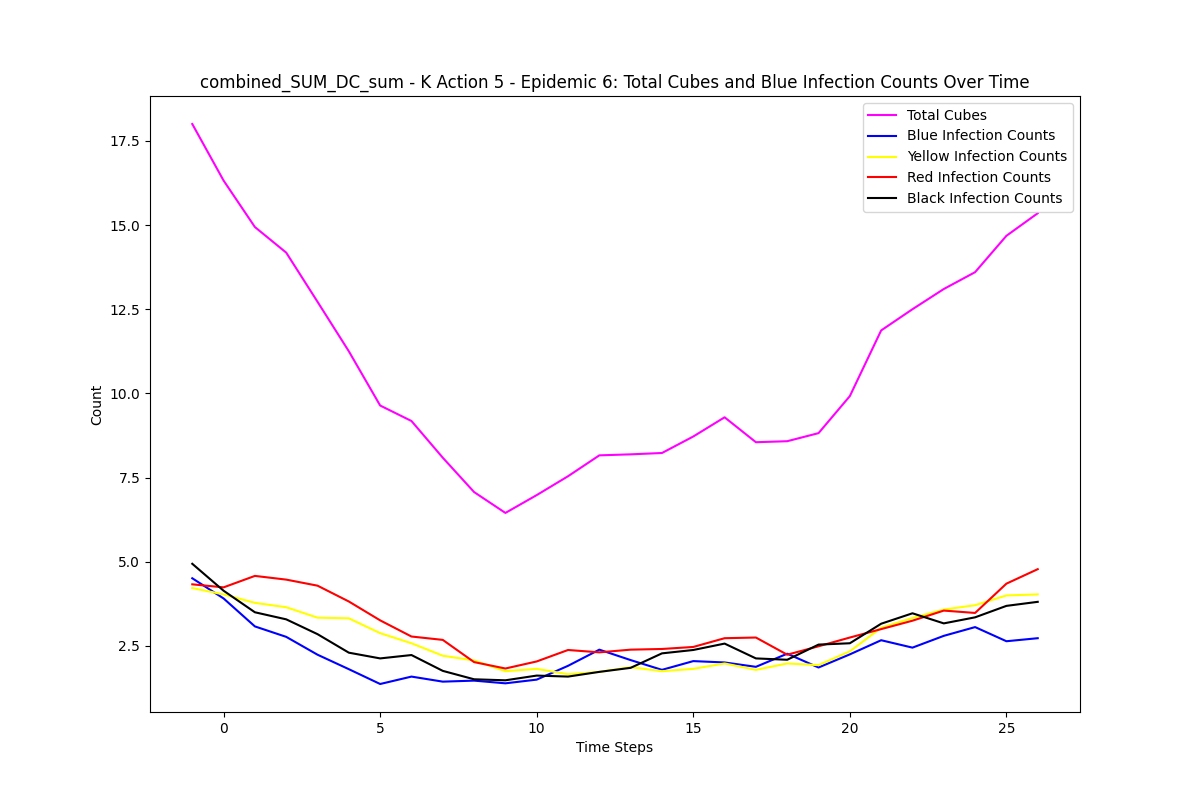 combined_SUM_DC_sum - K Action 5 - Epidemic 6: Total Cubes and Blue Infection Counts Over Time
Total Cubes
Blue Infection Counts
Yellow Infection Counts
Red Infection Counts
Black Infection Counts
17.5
15.0
12.5
10.0
7.5
5.0
2.5
Count
0 5 10 15 20 25
Time Steps